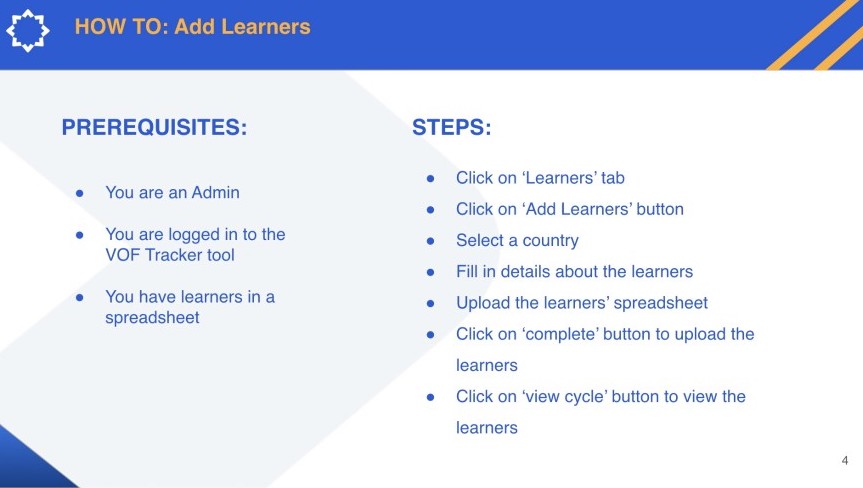 HOW TO: Add Learners
PREREQUISITES:
● You are an Admin
● You are logged in to the
VOF Tracker tool
● You have learners in a
spreadsheet
STEPS:
● Click on ‘Learners’ tab
● Click on ‘Add Learners’ button
● Select a country
● Fill in details about the learners
● Upload the learners’ spreadsheet
● Click on ‘complete’ button to upload the
learners
● Click on ‘view cycle’ button to view the
learners
4